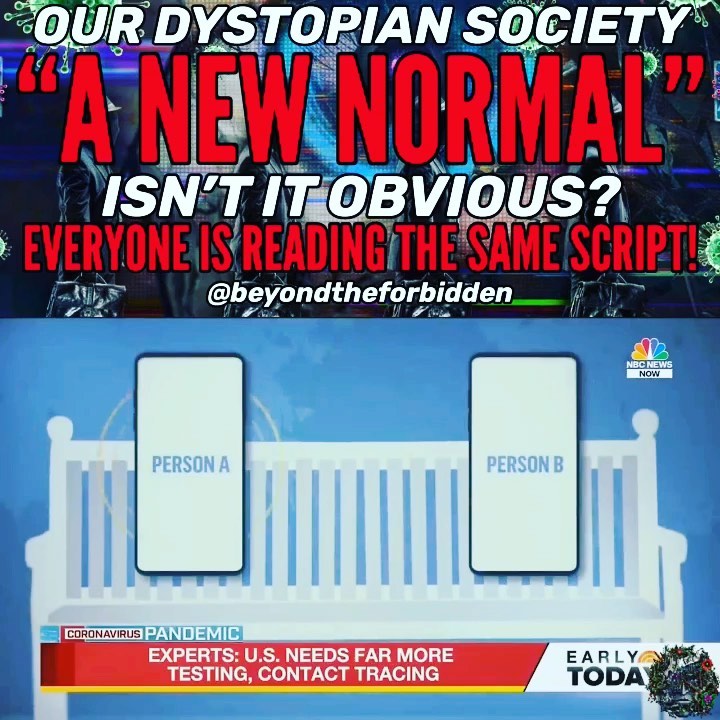 OUR DYSTOPIAN SOCIETY
“A NEW NORMAL”
ISN'T IT OBVIOUS?
EVERYONE IS READING THE SAME SCRIPT!
@beyondtheforbidden
NBC NEWS
NOW
PERSON A
PERSON B
CORONAVIRUS PANDEMIC
EXPERTS: U.S. NEEDS FAR MORE
TESTING, CONTACT TRACING
EARLY